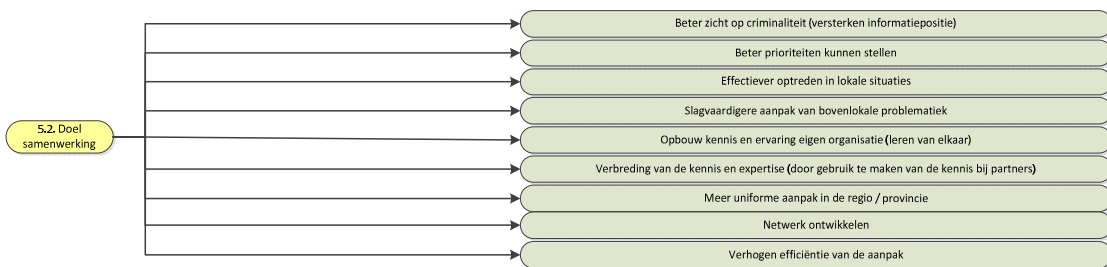 5.2. Doel
samenwerking
Beter zicht op criminaliteit (versterken informatiepositie)
Beter prioriteiten kunnen stellen
Effectiever optreden in lokale situaties
Slagvaardigere aanpak van bovenlokale problematiek
Opbouw kennis en ervaring eigen organisatie (leren van elkaar)
Verbreding van de kennis en expertise (door gebruik te maken van de kennis bij partners)
Meer uniforme aanpak in de regio / provincie
Netwerk ontwikkelen
Verhogen efficiëntie van de aanpak